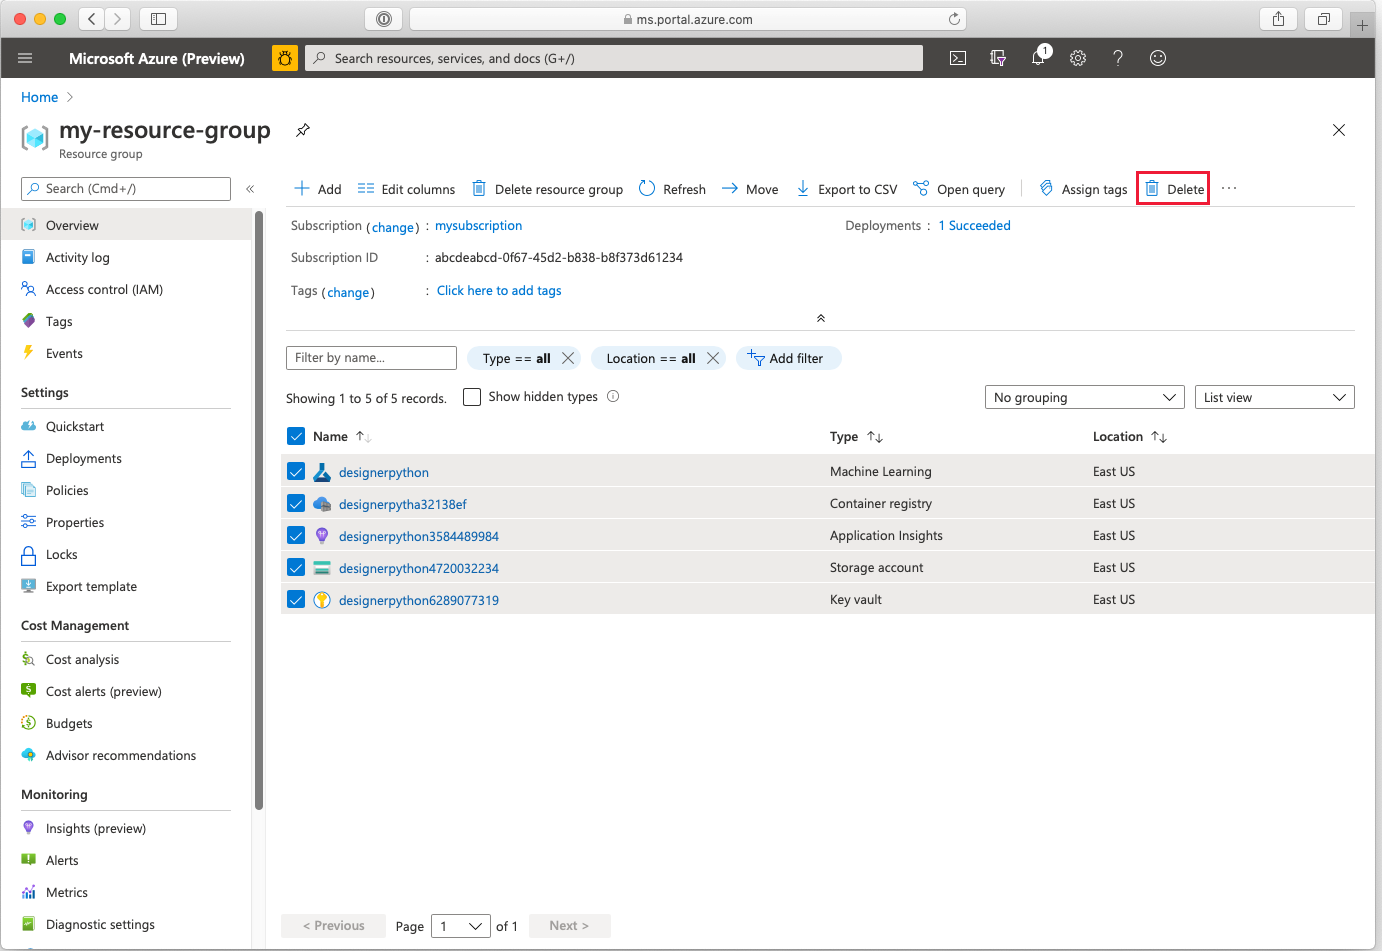 ms.portal.azure.com
Microsoft Azure (Preview)
Search resources, services, and docs (G+/)
1
Home
my-resource-group
Resource group
Search (Cmd+/)
«
Overview
Activity log
Access control (IAM)
Tags
Events
Settings
Quickstart
Deployments
Policies
Properties
Locks
Export template
Cost Management
Cost analysis
Cost alerts (preview)
Budgets
Advisor recommendations
Monitoring
Insights (preview)
Alerts
Metrics
Diagnostic settings
Add
Edit columns
Delete resource group
Refresh
Move
Export to CSV
Open query
Assign tags
Delete
...
Subscription (change) : mysubscription
Deployments : 1 Succeeded
Subscription ID : abcdeabcd-0f67-45d2-b838-b8f373d61234
Tags (change) : Click here to add tags
Filter by name...
Type == all
Location == all
Add filter
Showing 1 to 5 of 5 records.
Show hidden types
No grouping
List view
Name Type Location
designerpython Machine Learning East US
designerpytha32138ef Container registry East US
designerpython3584489984 Application Insights East US
designerpython4720032234 Storage account East US
designerpython6289077319 Key vault East US
< Previous Page 1 of 1 Next >